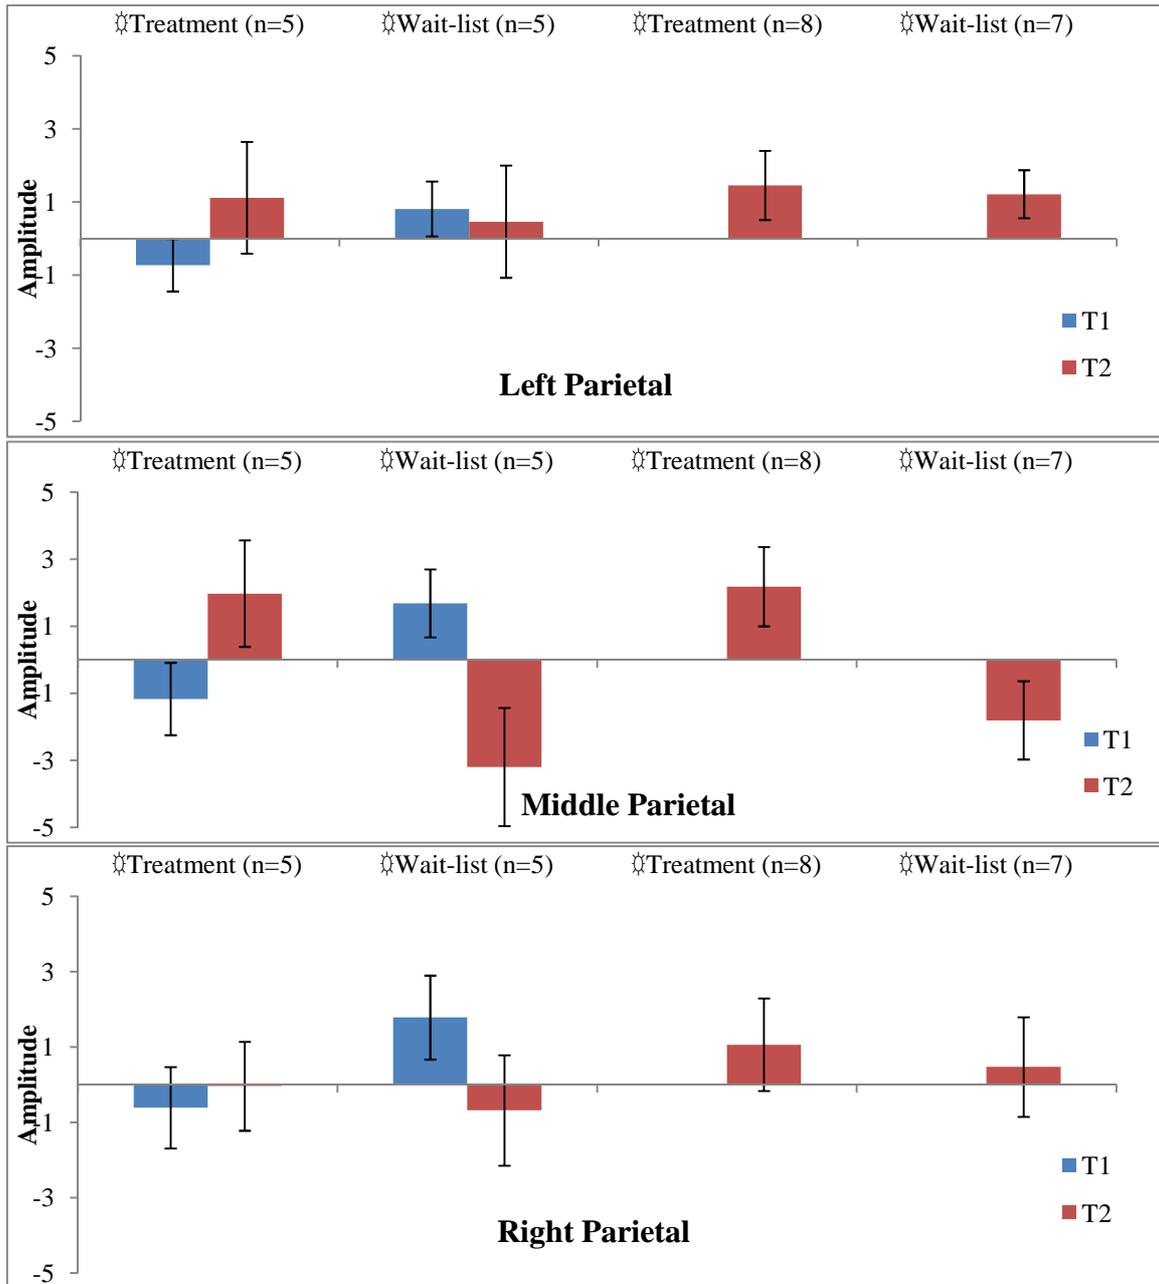 ¤Treatment (n=5) ¤Wait-list (n=5) ¤Treatment (n=8) ¤Wait-list (n=7)
5
3
1
-1
-3
-5
Amplitude
T1
T2
Left Parietal
¤Treatment (n=5) ¤Wait-list (n=5) ¤Treatment (n=8) ¤Wait-list (n=7)
5
3
1
-1
-3
-5
Amplitude
T1
T2
Middle Parietal
¤Treatment (n=5) ¤Wait-list (n=5) ¤Treatment (n=8) ¤Wait-list (n=7)
5
3
1
-1
-3
-5
Amplitude
T1
T2
Right Parietal